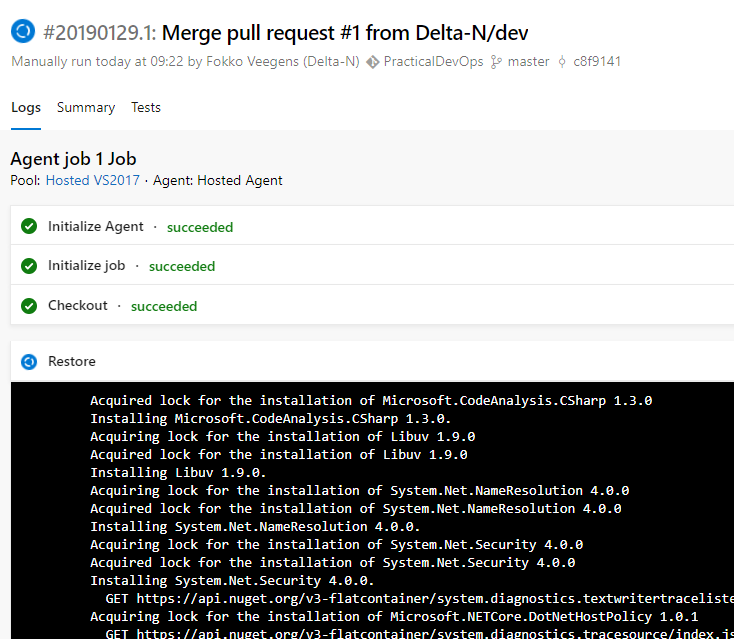 #20190129.1: Merge pull request #1 from Delta-N/dev
Manually run today at 09:22 by Fokko Veegens (Delta-N) PracticalDevOps master c8f9141
Logs Summary Tests
Agent job 1 Job
Pool: Hosted VS2017 · Agent: Hosted Agent
Initialize Agent · succeeded
Initialize job · succeeded
Checkout · succeeded
Restore
Acquired lock for the installation of Microsoft.CodeAnalysis.CSharp 1.3.0
Installing Microsoft.CodeAnalysis.CSharp 1.3.0.
Acquiring lock for the installation of Libuv 1.9.0
Acquired lock for the installation of Libuv 1.9.0
Installing Libuv 1.9.0.
Acquiring lock for the installation of System.Net.NameResolution 4.0.0
Acquired lock for the installation of System.Net.NameResolution 4.0.0
Installing System.Net.NameResolution 4.0.0.
Acquiring lock for the installation of System.Net.Security 4.0.0
Acquired lock for the installation of System.Net.Security 4.0.0
Installing System.Net.Security 4.0.0.
GET https://api.nuget.org/v3-flatcontainer/system.diagnostics.textwritertraceliste
Acquiring lock for the installation of Microsoft.NETCore.DotNetHostPolicy 1.0.1
GET https://api.nuget.org/v3-flatcontainer/system.diagnostics.tracesource/index.js